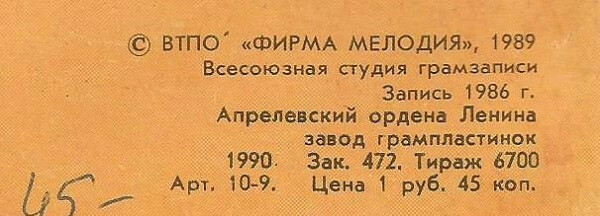 © ВТПО «ФИРМА МЕЛОДИЯ», 1989
Всесоюзная студия грамзаписи
Запись 1986 г.
Апрелевский ордена Ленина
завод грампластинок
1990. Зак. 472. Тираж 6700
Арт. 10-9. Цена 1 руб. 45 коп.
45-